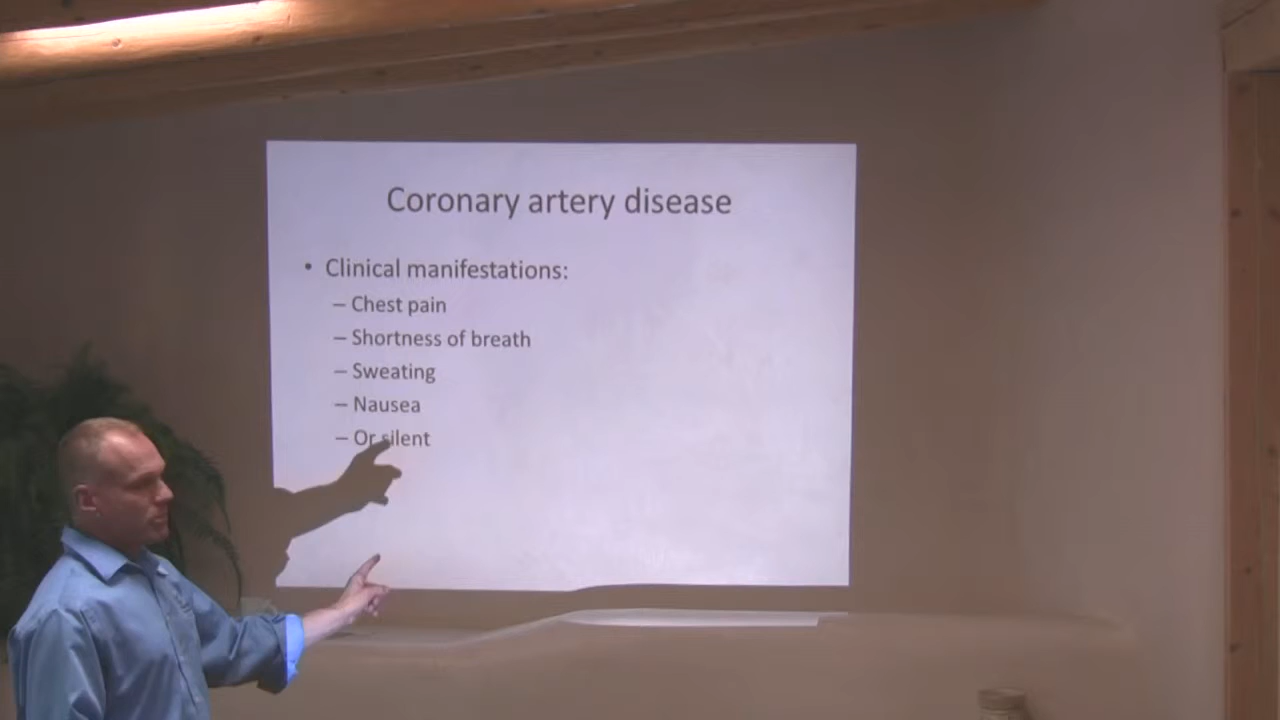 Coronary artery disease
• Clinical manifestations:
– Chest pain
– Shortness of breath
– Sweating
– Nausea
– Or silent